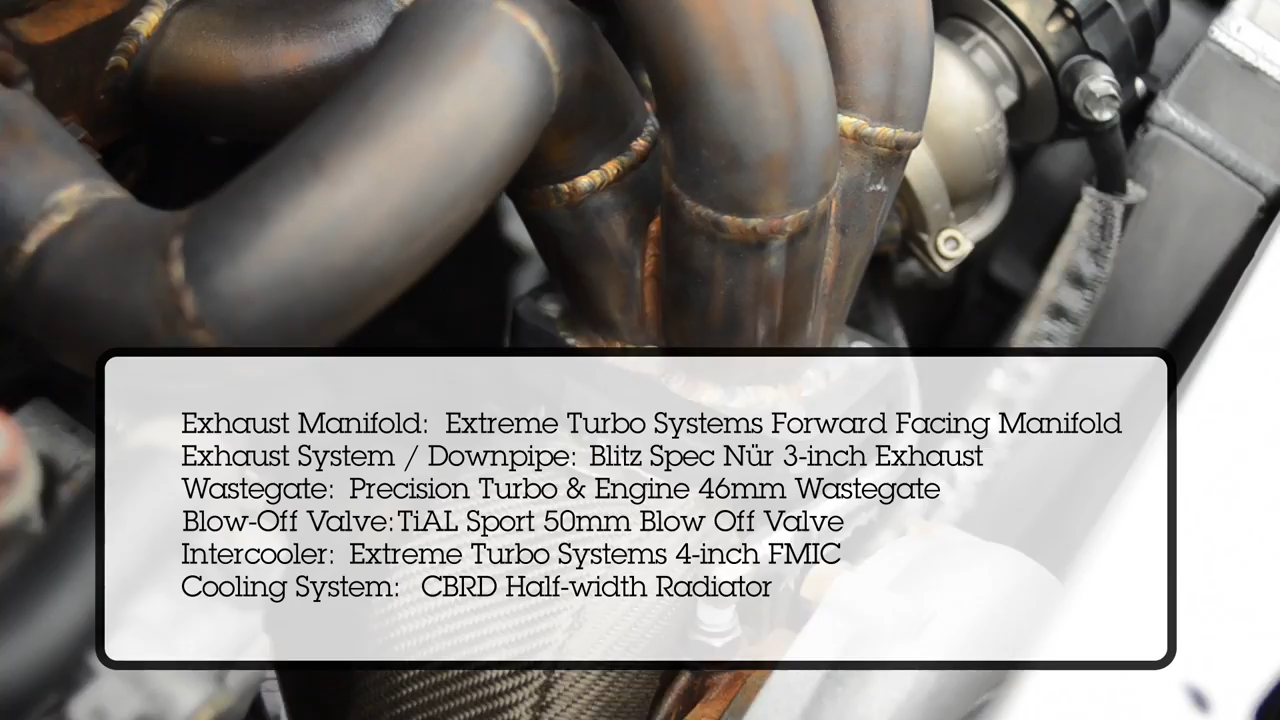 Exhaust Manifold: Extreme Turbo Systems Forward Facing Manifold
Exhaust System / Downpipe: Blitz Spec Nür 3-inch Exhaust
Wastegate: Precision Turbo & Engine 46mm Wastegate
Blow-Off Valve:TiAL Sport 50mm Blow Off Valve
Intercooler: Extreme Turbo Systems 4-inch FMIC
Cooling System: CBRD Half-width Radiator